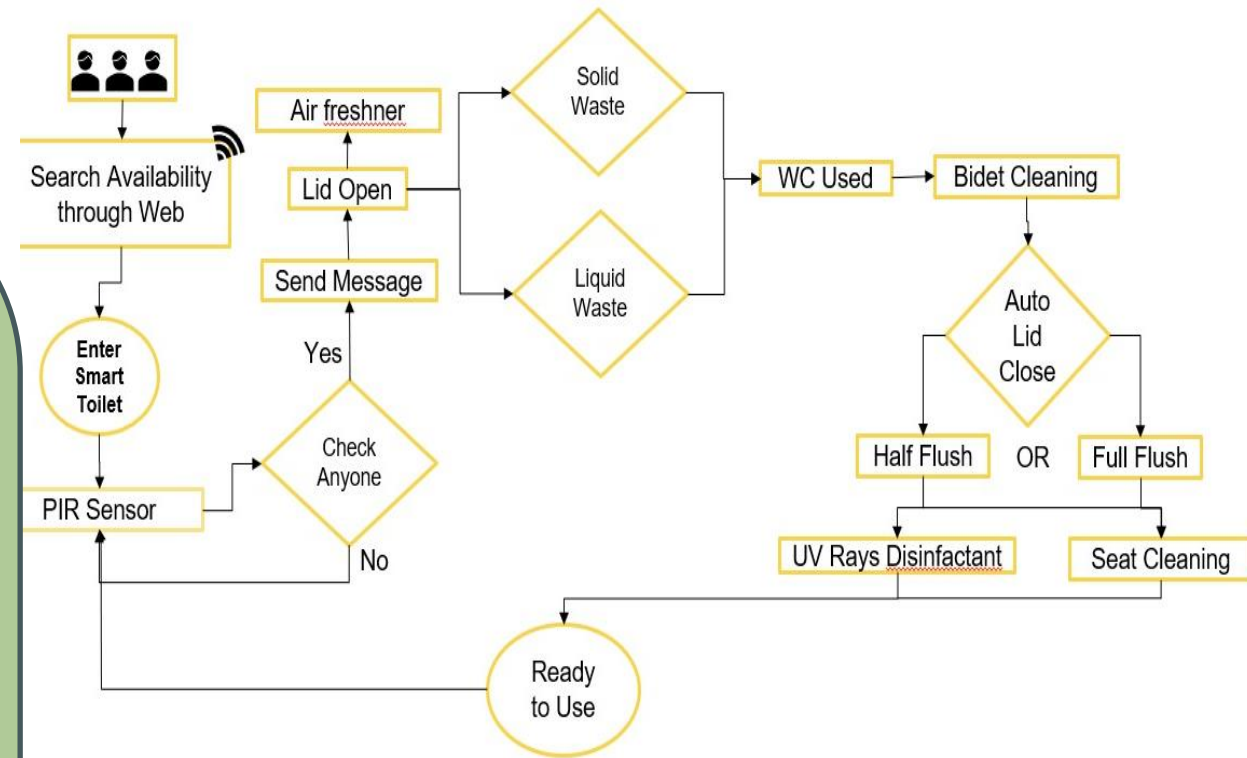 Search Availability
through Web
Enter
Smart
Toilet
PIR Sensor
Check
Anyone
Yes
No
Send Message
Lid Open
Air freshner
Solid
Waste
Liquid
Waste
WC Used
Bidet Cleaning
Auto
Lid
Close
Half Flush
OR
Full Flush
UV Rays Disinfactant
Seat Cleaning
Ready
to Use